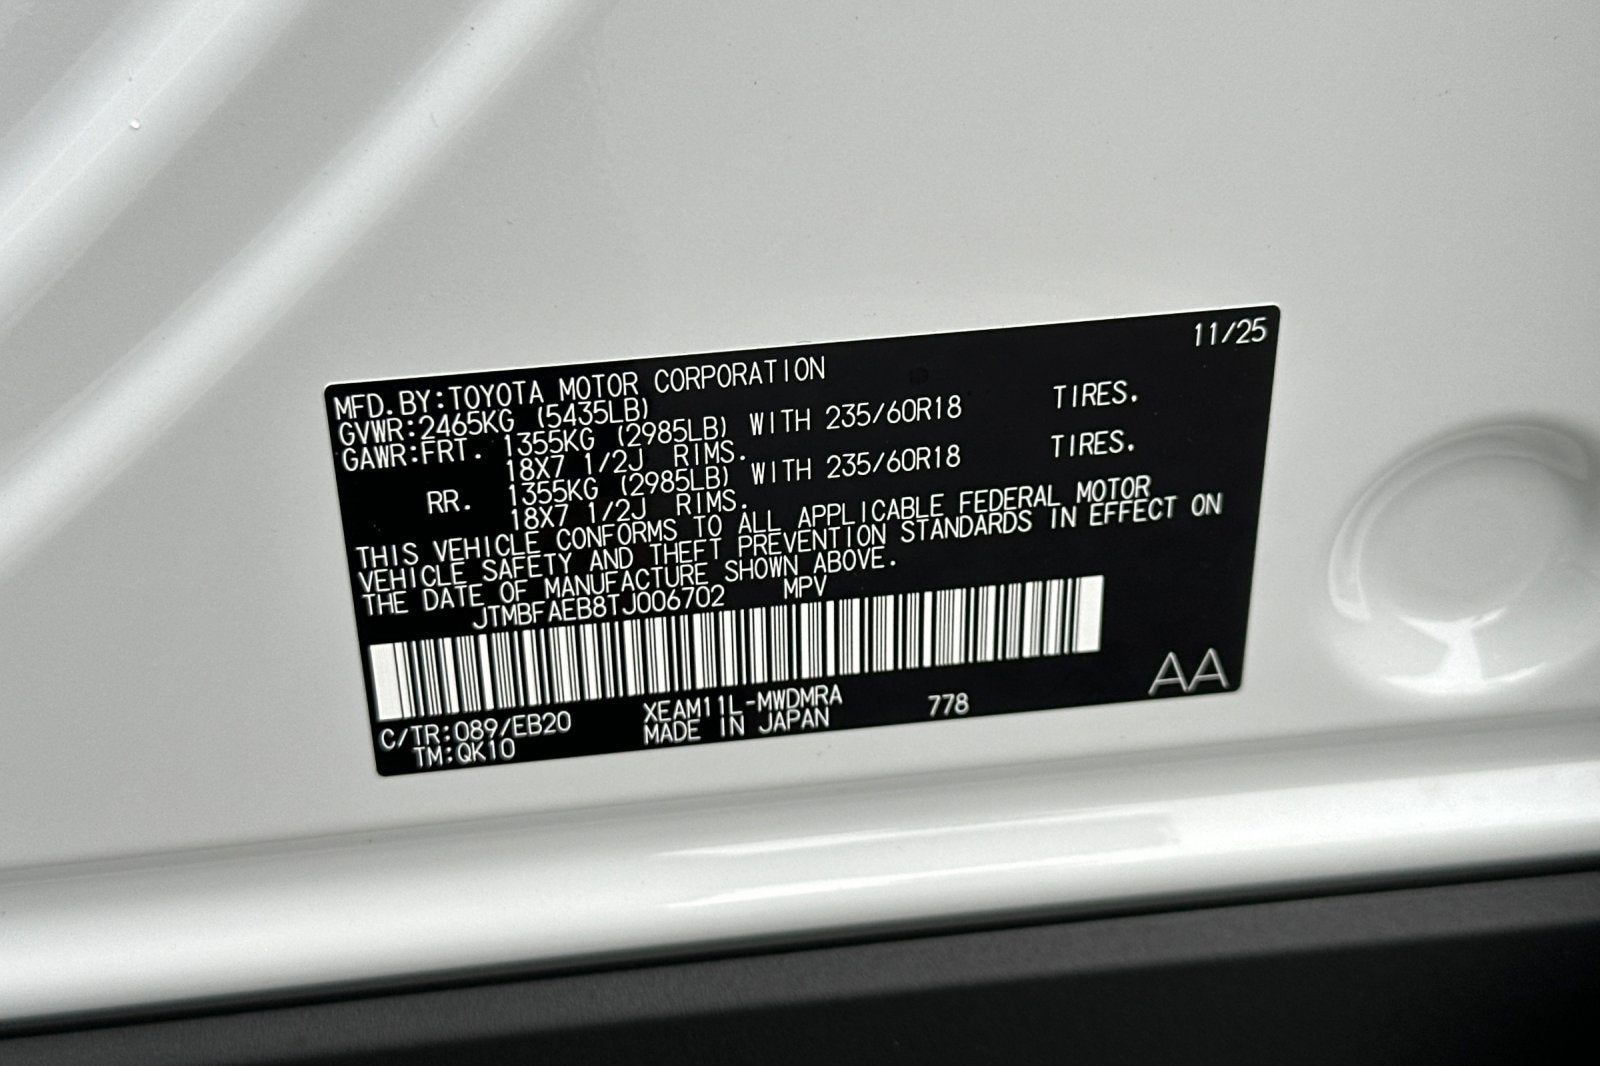 11/25
MFD.BY:TOYOTA MOTOR CORPORATION
GVWR:2465KG (5435LB)
GAWR:FRT. 1355KG (2985LB) WITH 235/60R18 TIRES.
18X7 1/2J RIMS.
RR. 1355KG (2985LB) WITH 235/60R18 TIRES.
18X7 1/2J RIMS.
THIS VEHICLE CONFORMS TO ALL APPLICABLE FEDERAL MOTOR
VEHICLE SAFETY AND THEFT PREVENTION STANDARDS IN EFFECT ON
THE DATE OF MANUFACTURE SHOWN ABOVE.
JTMBFAEB8TJ006702 MPV
C/TR:089/EB20 XEAM11L-MWDMRA 778
TM:QK10 MADE IN JAPAN
AA